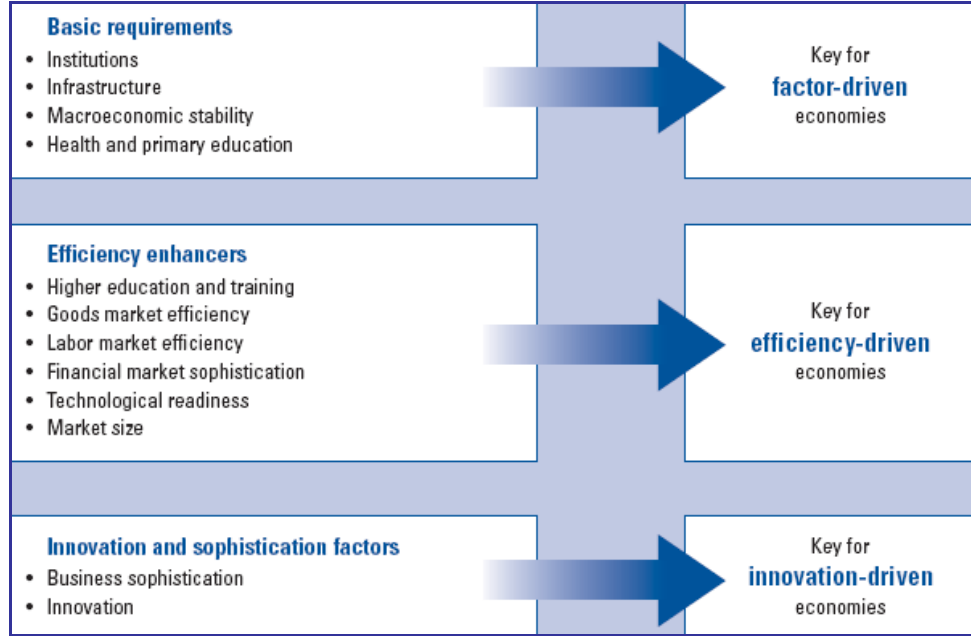 Basic requirements
• Institutions
• Infrastructure
• Macroeconomic stability
• Health and primary education
Key for
factor-driven
economies
Efficiency enhancers
• Higher education and training
• Goods market efficiency
• Labor market efficiency
• Financial market sophistication
• Technological readiness
• Market size
Key for
efficiency-driven
economies
Innovation and sophistication factors
• Business sophistication
• Innovation
Key for
innovation-driven
economies